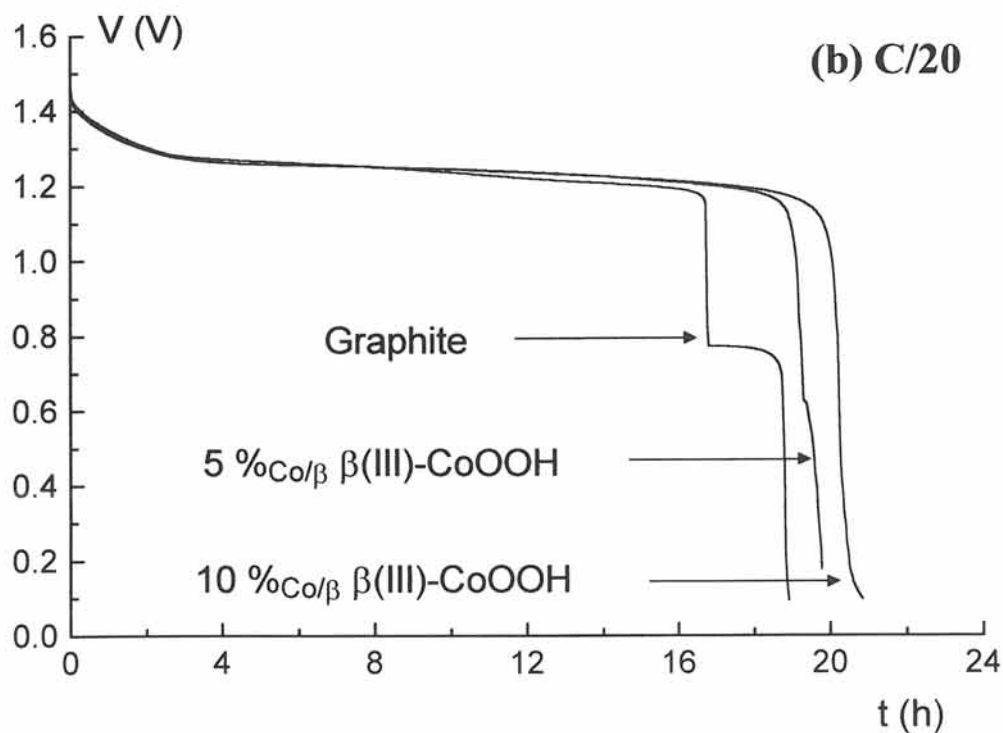 V (V)
(b) C/20
1.6
1.4
1.2
1.0
0.8
0.6
0.4
0.2
0.0
Graphite
5 %Co/β β(III)-CoOOH
10 %Co/β β(III)-CoOOH
0 4 8 12 16 20 24
t (h)